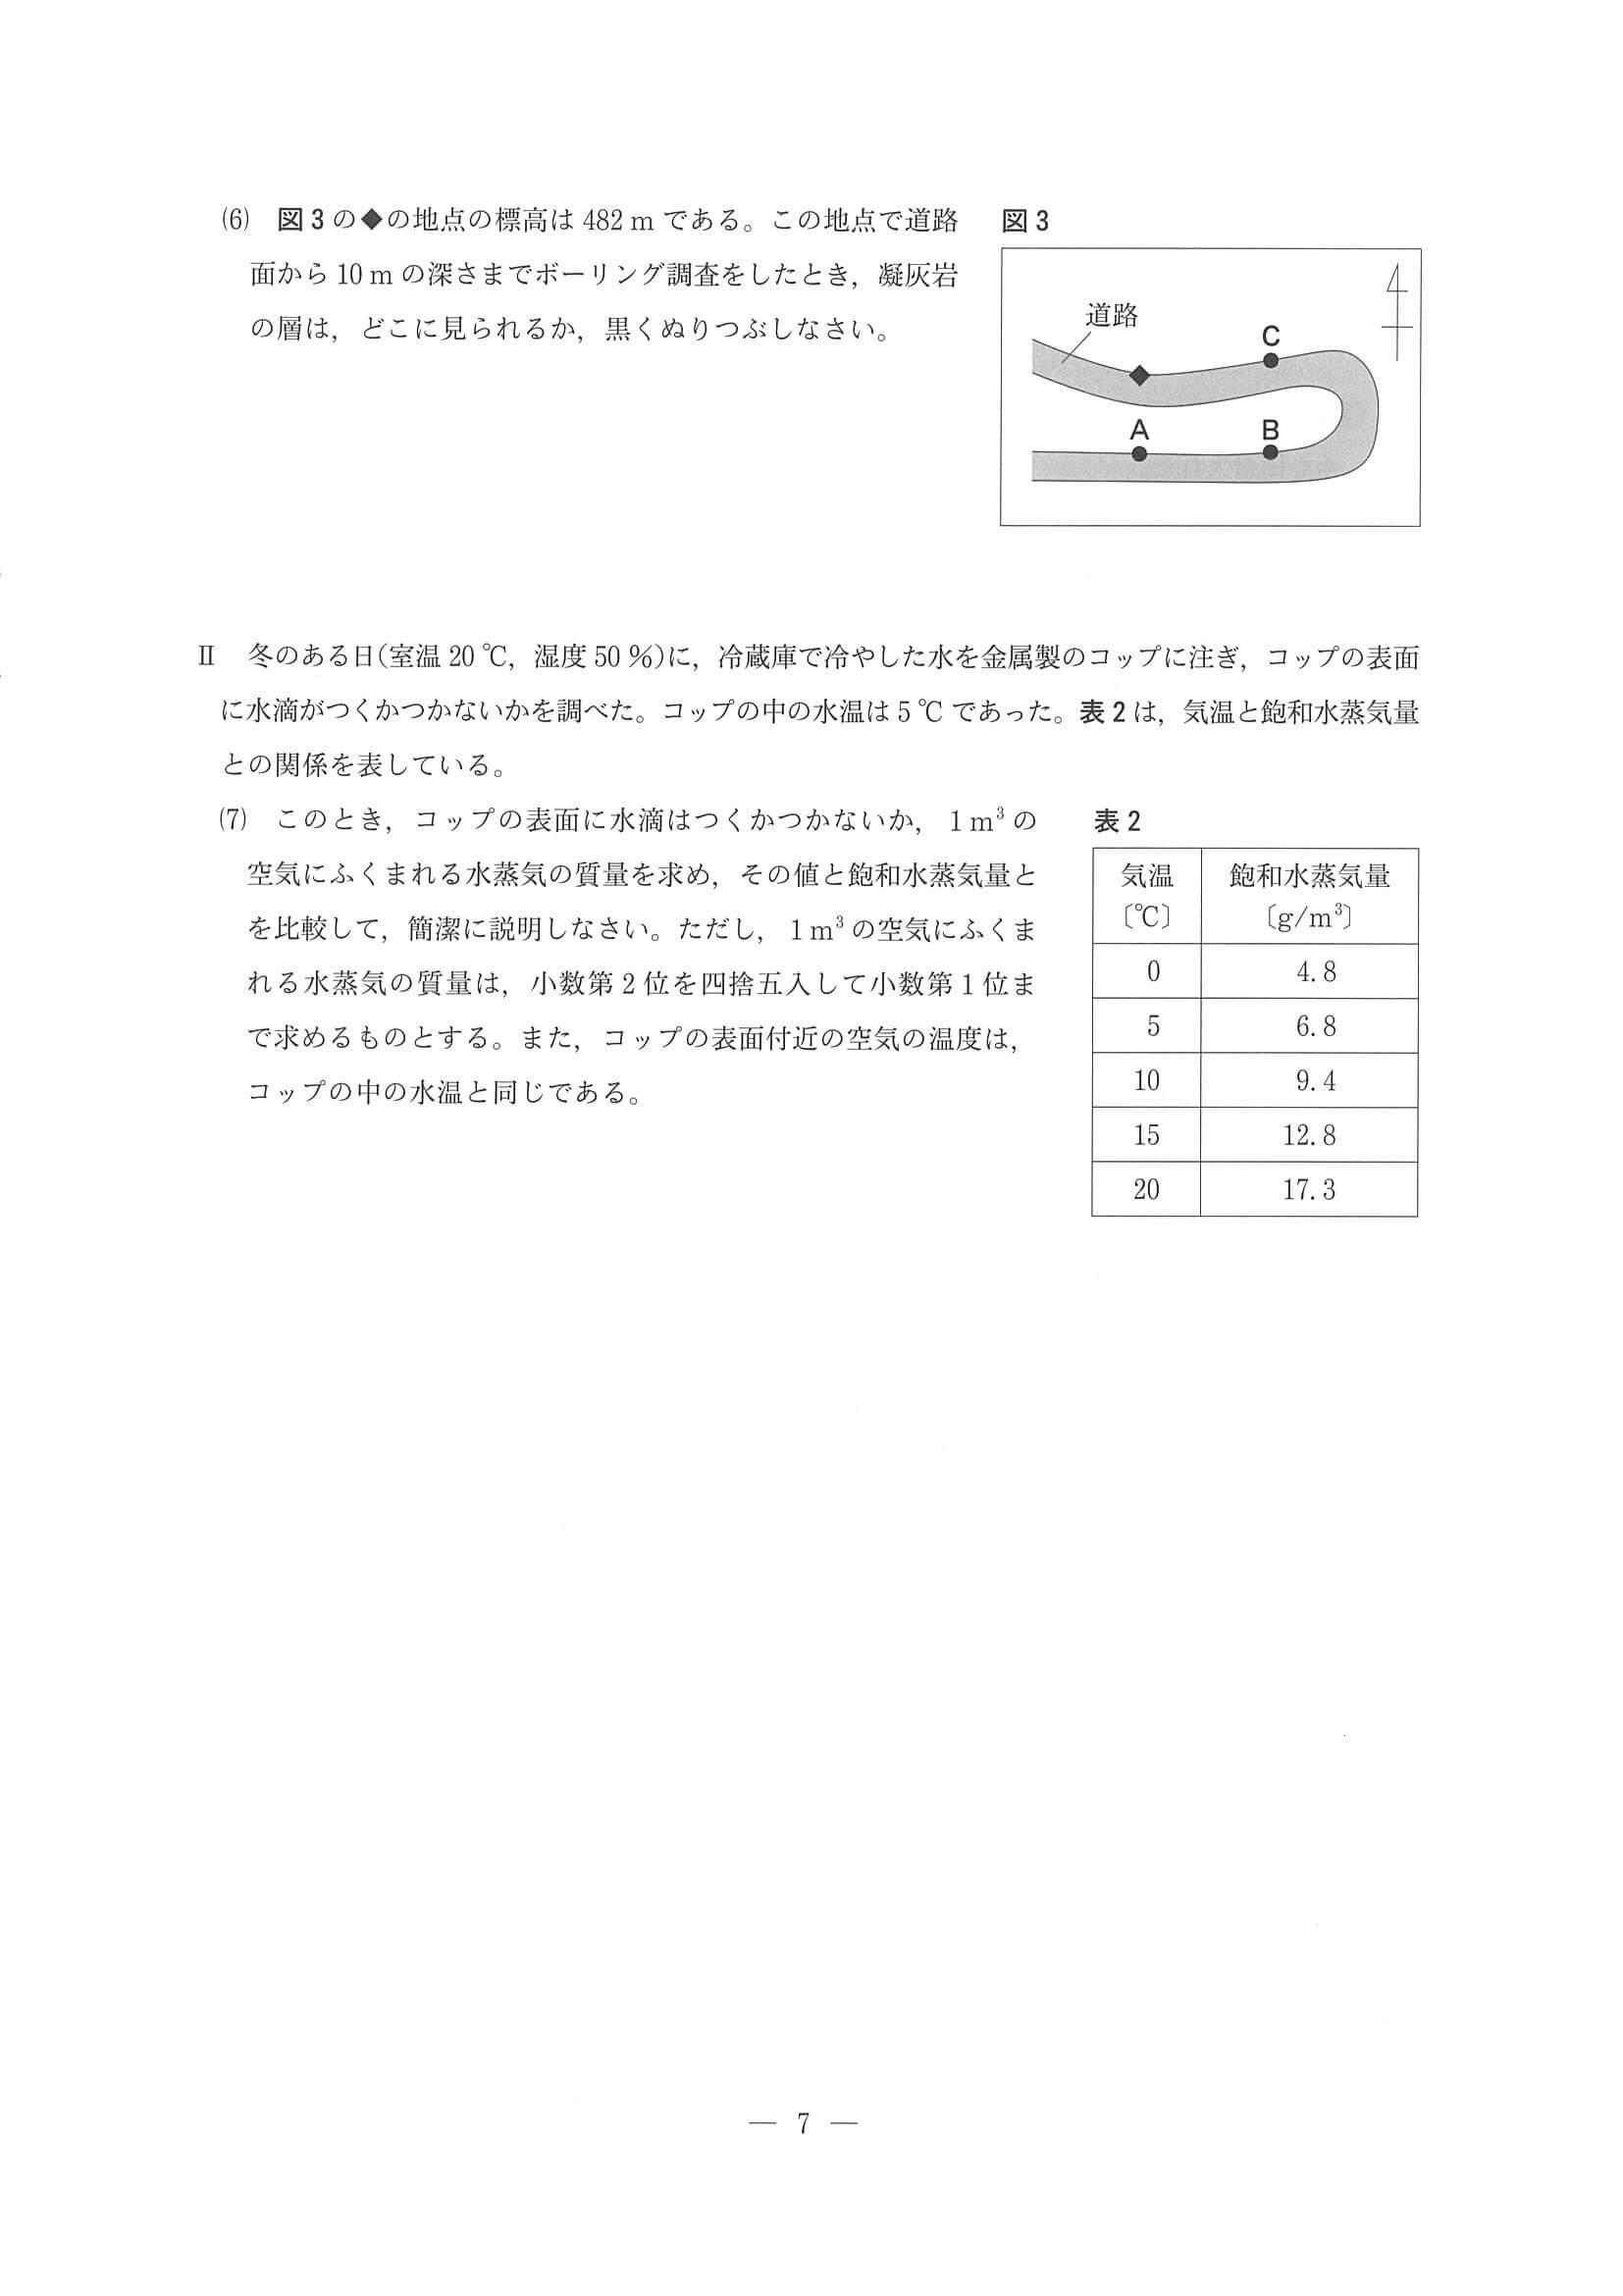 (6) 図3の◆の地点の標高は482 mである。この地点で道路
面から10 mの深さまでボーリング調査をしたとき，凝灰岩
の層は，どこに見られるか，黒くぬりつぶしなさい。
図3
道路
C
A
B
Ⅱ 冬のある日(室温20 ℃，湿度50 %)に，冷蔵庫で冷やした水を金属製のコップに注ぎ，コップの表面
に水滴がつくかつかないかを調べた。コップの中の水温は5 ℃であった。表2は，気温と飽和水蒸気量
との関係を表している。
(7) このとき，コップの表面に水滴はつくかつかないか，1 m³の
空気にふくまれる水蒸気の質量を求め，その値と飽和水蒸気量と
を比較して，簡潔に説明しなさい。ただし，1 m³の空気にふくま
れる水蒸気の質量は，小数第2位を四捨五入して小数第1位ま
で求めるものとする。また，コップの表面付近の空気の温度は，
コップの中の水温と同じである。
表2
気温 飽和水蒸気量
〔℃〕 〔g/m³〕
0 4.8
5 6.8
10 9.4
15 12.8
20 17.3
— 7 —